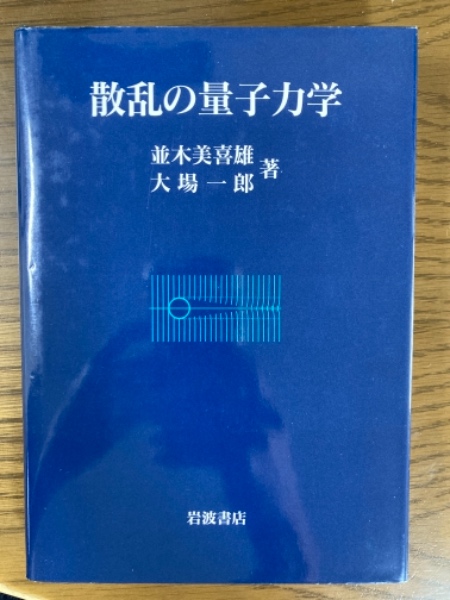 散乱の量子力学
並木美喜雄
大場一郎 著
岩波書店